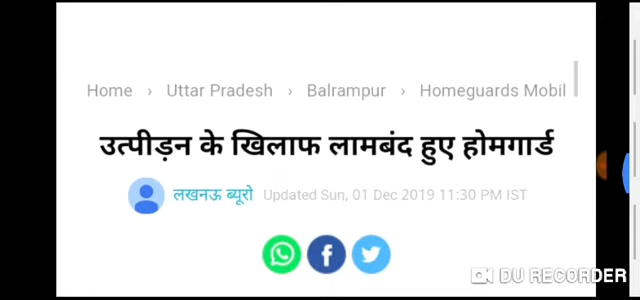 Home › Uttar Pradesh › Balrampur › Homeguards Mobil
उत्पीड़न के खिलाफ लामबंद हुए होमगार्ड
लखनऊ ब्यूरो Updated Sun, 01 Dec 2019 11:30 PM IST
DU RECORDER